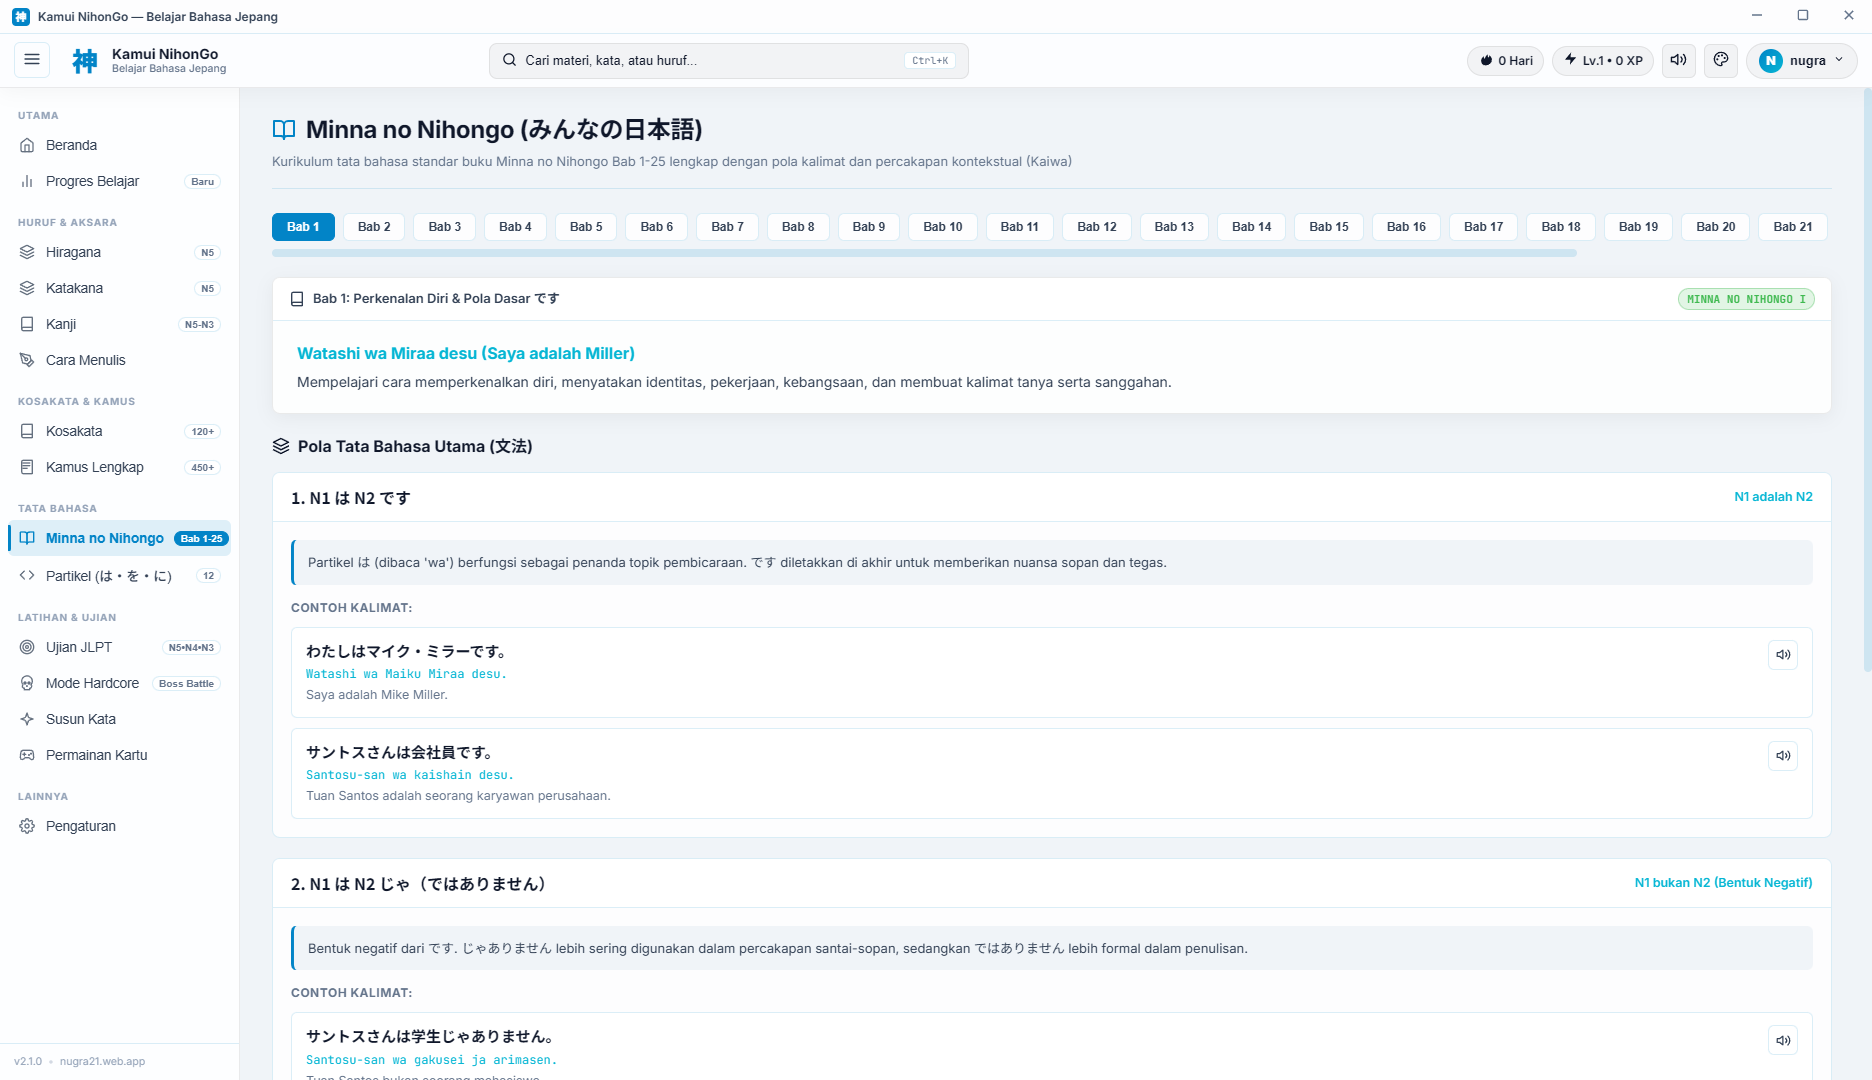 Kamui NihonGo — Belajar Bahasa Jepang
神
Kamui NihonGo
Belajar Bahasa Jepang
Cari materi, kata, atau huruf...
Ctrl+K
0 Hari
Lv.1 • 0 XP
N
nugra
UTAMA
Beranda
Progres Belajar
Baru
HURUF & AKSARA
Hiragana
N5
Katakana
N5
Kanji
N5-N3
Cara Menulis
KOSAKATA & KAMUS
Kosakata
120+
Kamus Lengkap
450+
TATA BAHASA
Minna no Nihongo
Bab 1-25
Partikel (は・を・に)
12
LATIHAN & UJIAN
Ujian JLPT
N5•N4•N3
Mode Hardcore
Boss Battle
Susun Kata
Permainan Kartu
LAINNYA
Pengaturan
v2.1.0 • nugra21.web.app
Minna no Nihongo (みんなの日本語)
Kurikulum tata bahasa standar buku Minna no Nihongo Bab 1-25 lengkap dengan pola kalimat dan percakapan kontekstual (Kaiwa)
Bab 1
Bab 2
Bab 3
Bab 4
Bab 5
Bab 6
Bab 7
Bab 8
Bab 9
Bab 10
Bab 11
Bab 12
Bab 13
Bab 14
Bab 15
Bab 16
Bab 17
Bab 18
Bab 19
Bab 20
Bab 21
Bab 1: Perkenalan Diri & Pola Dasar です
MINNA NO NIHONGO I
Watashi wa Miraa desu (Saya adalah Miller)
Mempelajari cara memperkenalkan diri, menyatakan identitas, pekerjaan, kebangsaan, dan membuat kalimat tanya serta sanggahan.
Pola Tata Bahasa Utama (文法)
1. N1 は N2 です
N1 adalah N2
Partikel は (dibaca 'wa') berfungsi sebagai penanda topik pembicaraan. です diletakkan di akhir untuk memberikan nuansa sopan dan tegas.
CONTOH KALIMAT:
わたしはマイク・ミラーです。
Watashi wa Maiku Miraa desu.
Saya adalah Mike Miller.
サントスさんは会社員です。
Santosu-san wa kaishain desu.
Tuan Santos adalah seorang karyawan perusahaan.
2. N1 は N2 じゃ（ではありません）
N1 bukan N2 (Bentuk Negatif)
Bentuk negatif dari です. じゃありません lebih sering digunakan dalam percakapan santai-sopan, sedangkan ではありません lebih formal dalam penulisan.
CONTOH KALIMAT:
サントスさんは学生じゃありません。
Santosu-san wa gakusei ja arimasen.
Tuan Santos bukan seorang mahasiswa.